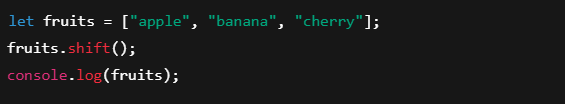 let fruits = ["apple", "banana", "cherry"];
fruits.shift();
console.log(fruits);